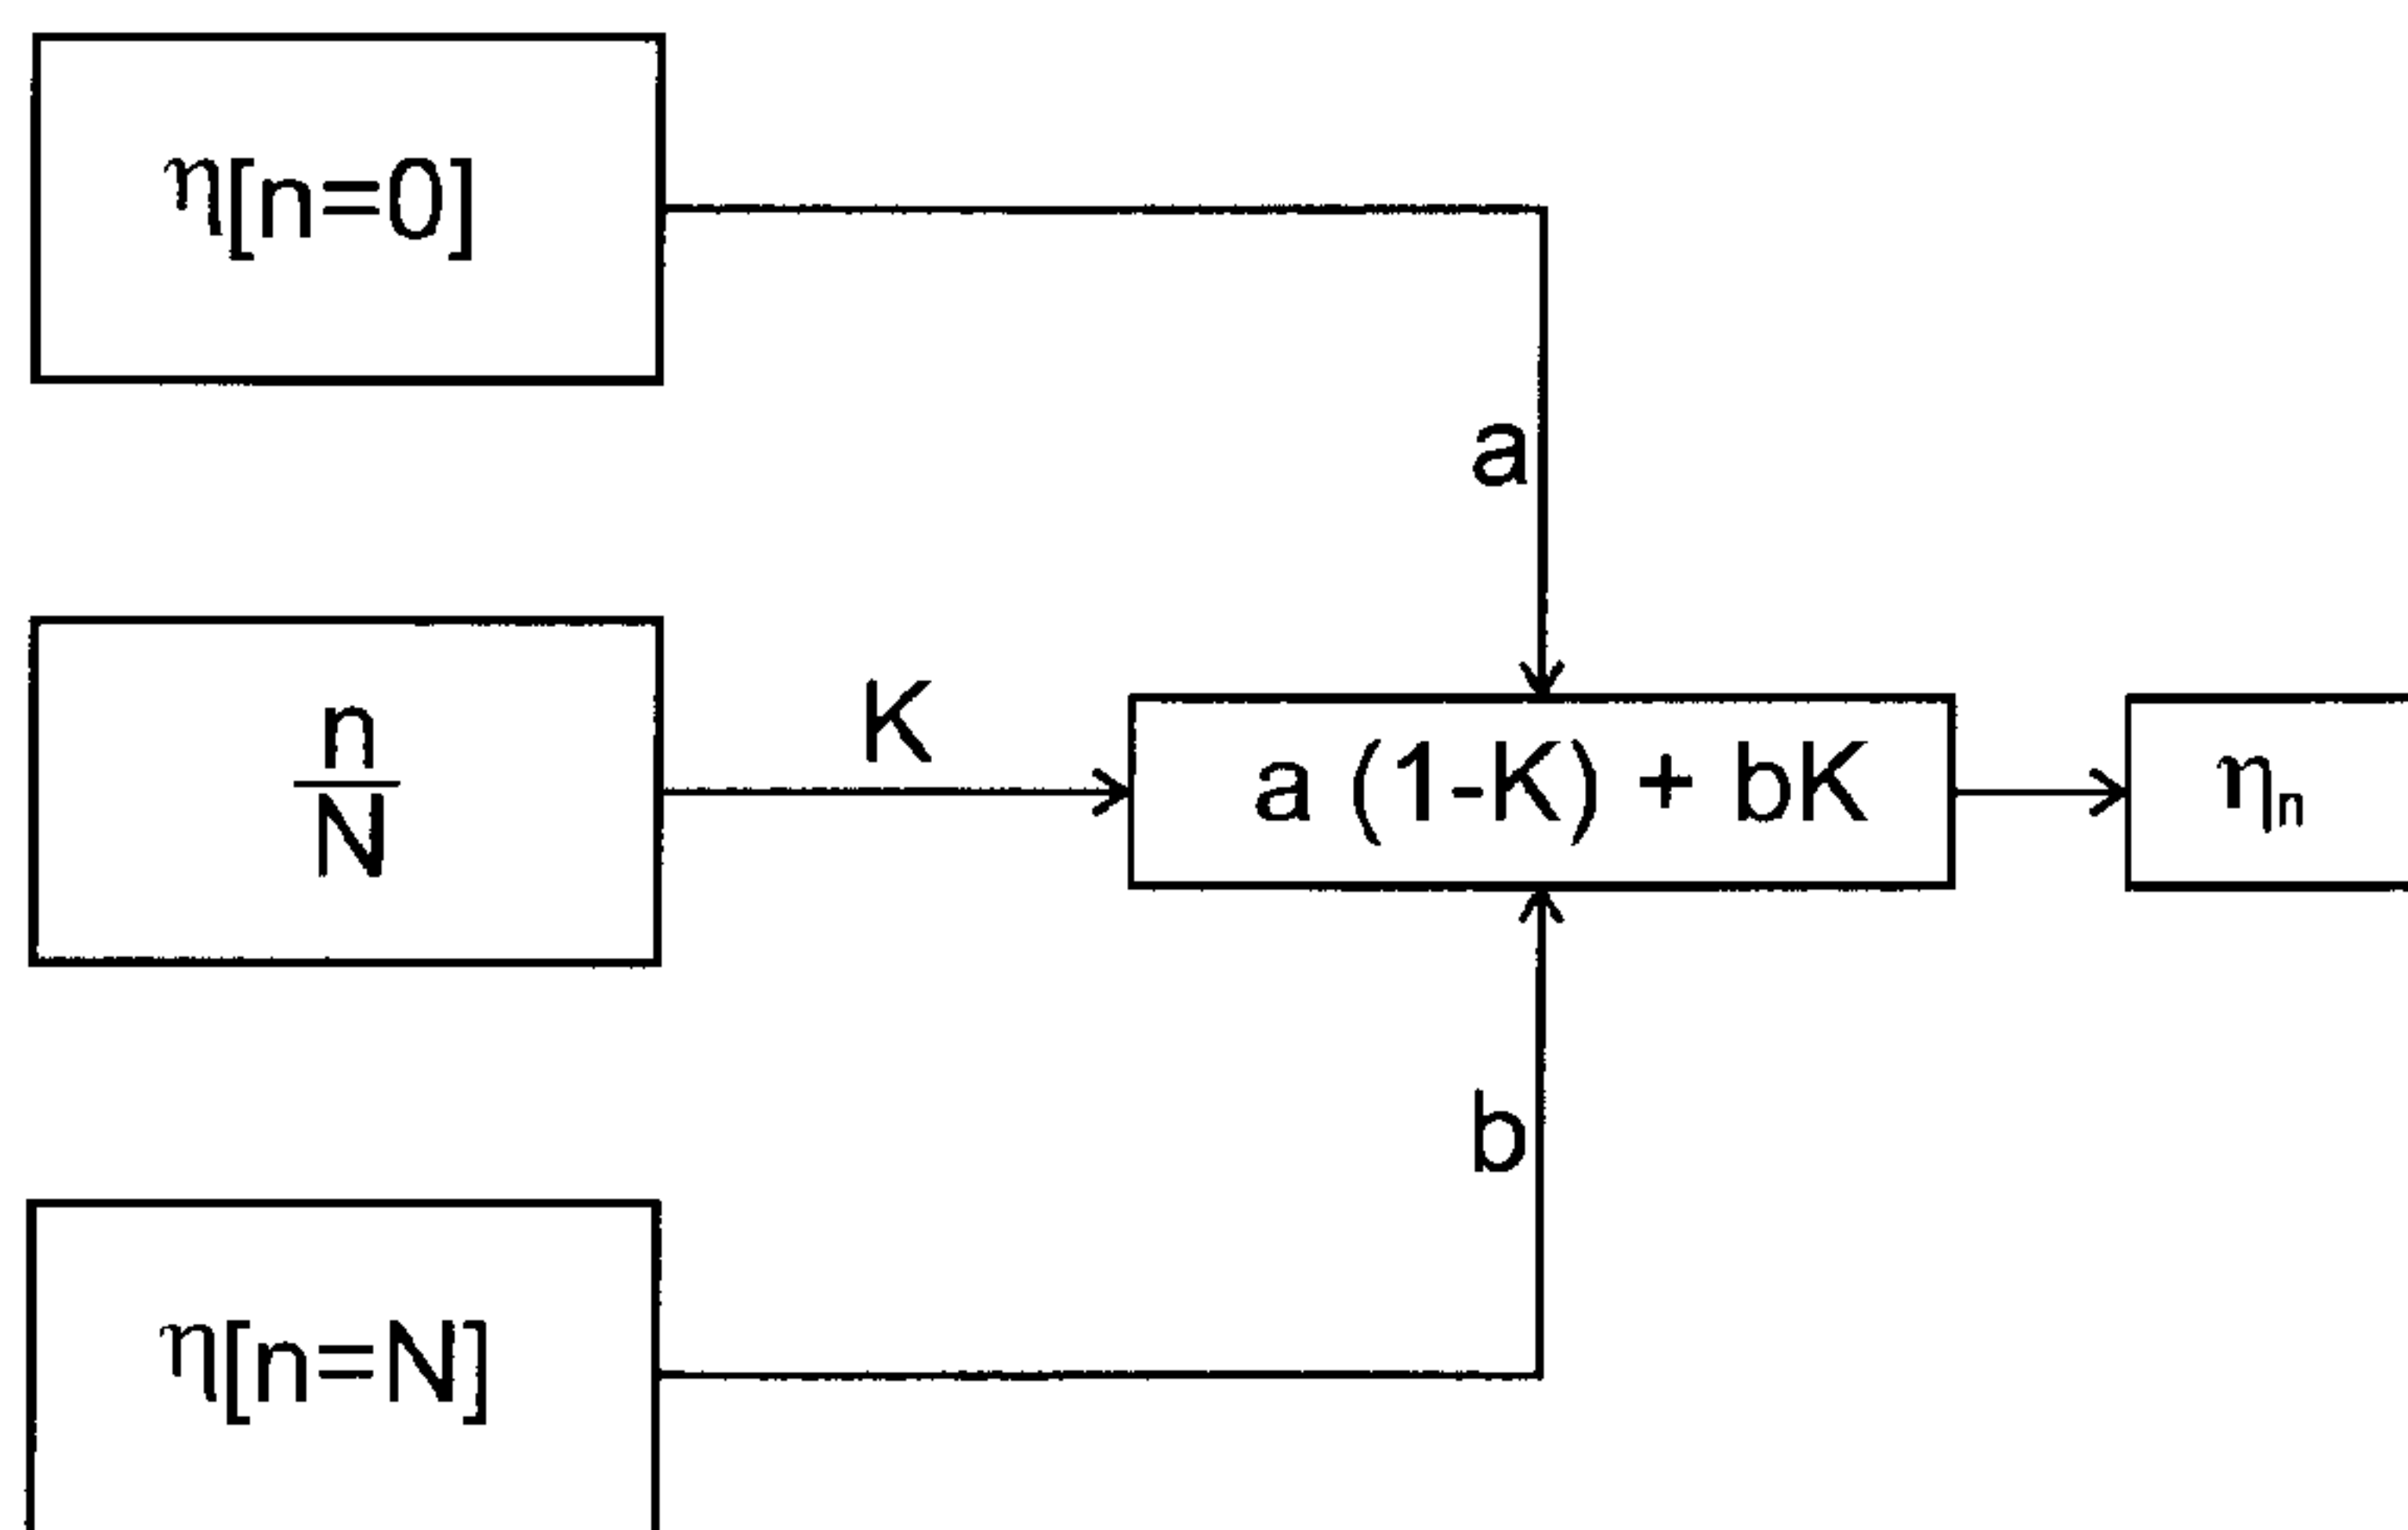 η[n=0]
a
n
N
K
a (1-K) + bK
ηn
b
η[n=N]